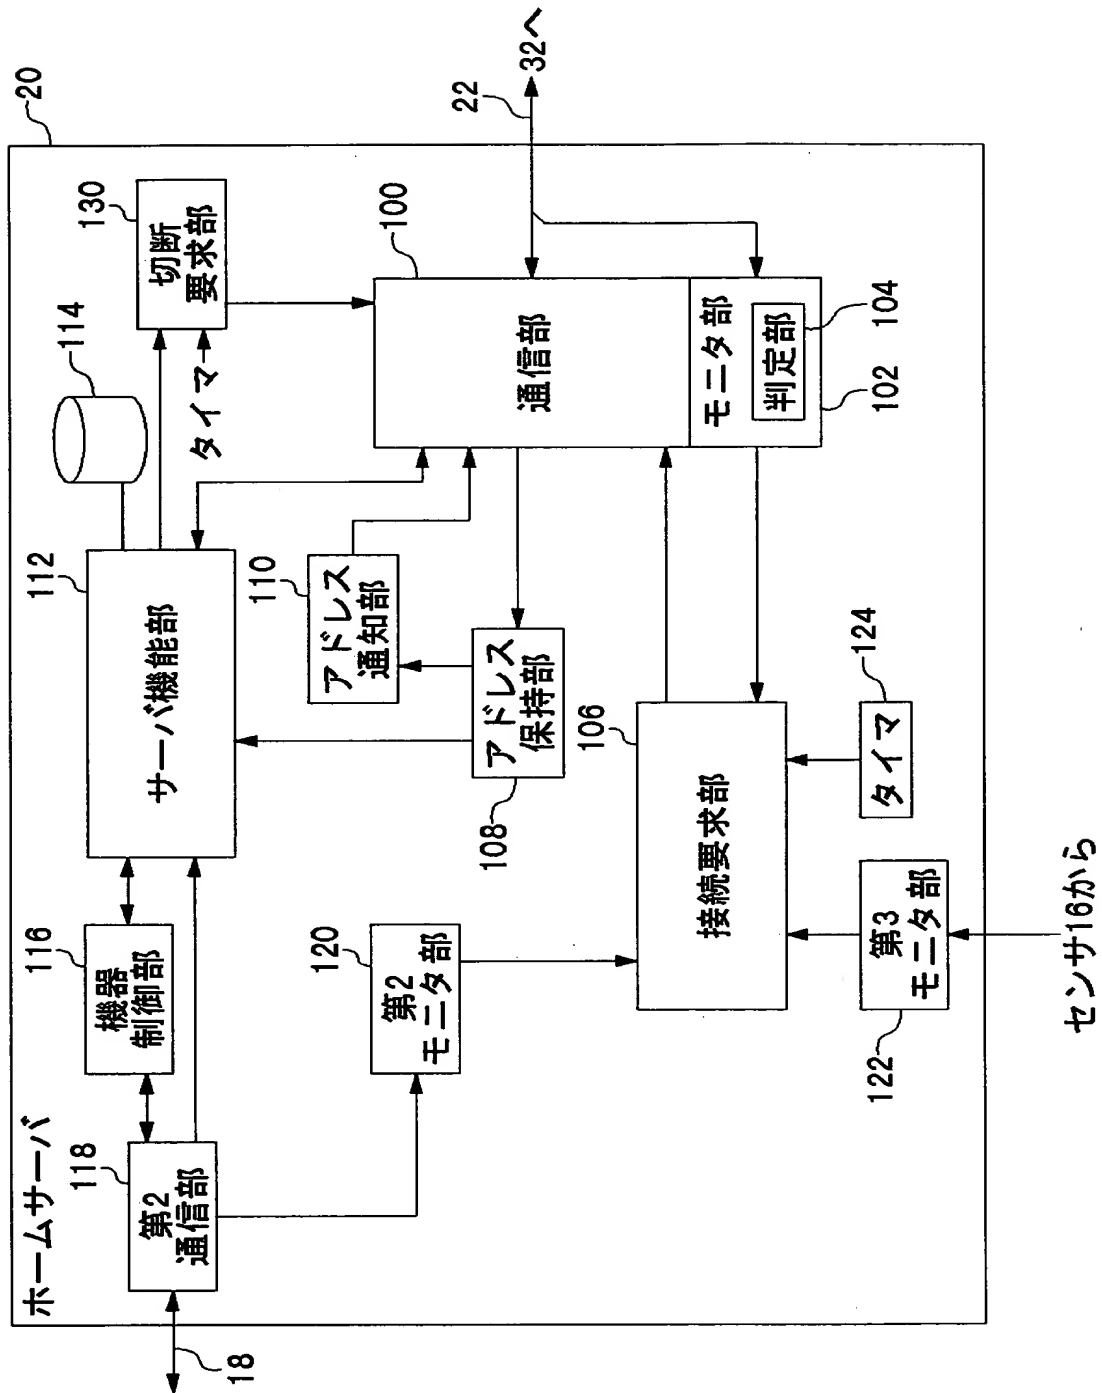 ホームサーバ
20
18
118
第2
通信部
116
機器
制御部
112
サーバ機能部
114
130
切断
要求部
タイマ
120
第2
モニタ部
110
アドレス
通知部
108
アドレス
保持部
100
通信部
22
32へ
モニタ部
判定部
104
102
106
接続要求部
122
第3
モニタ部
124
タイマ
センサ16から